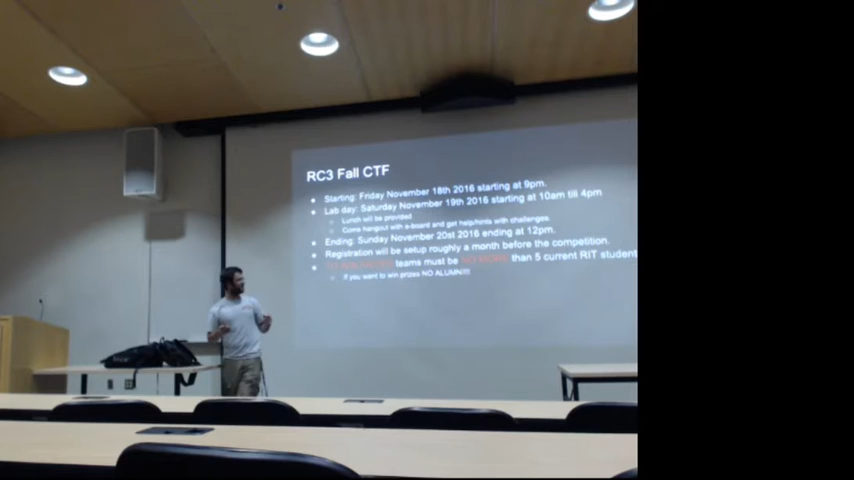 RC3 Fall CTF
Starting: Friday November 18th 2016 starting at 9pm.
Lab day: Saturday November 19th 2016 starting at 10am till 4pm
Lunch will be provided
Come hangout with e-board and get help/hints with challenges.
Ending: Sunday November 20st 2016 ending at 12pm.
Registration will be setup roughly a month before the competition.
teams must be NO MORE than 5 current RIT student
If you want to win prizes NO ALUMNI!!!